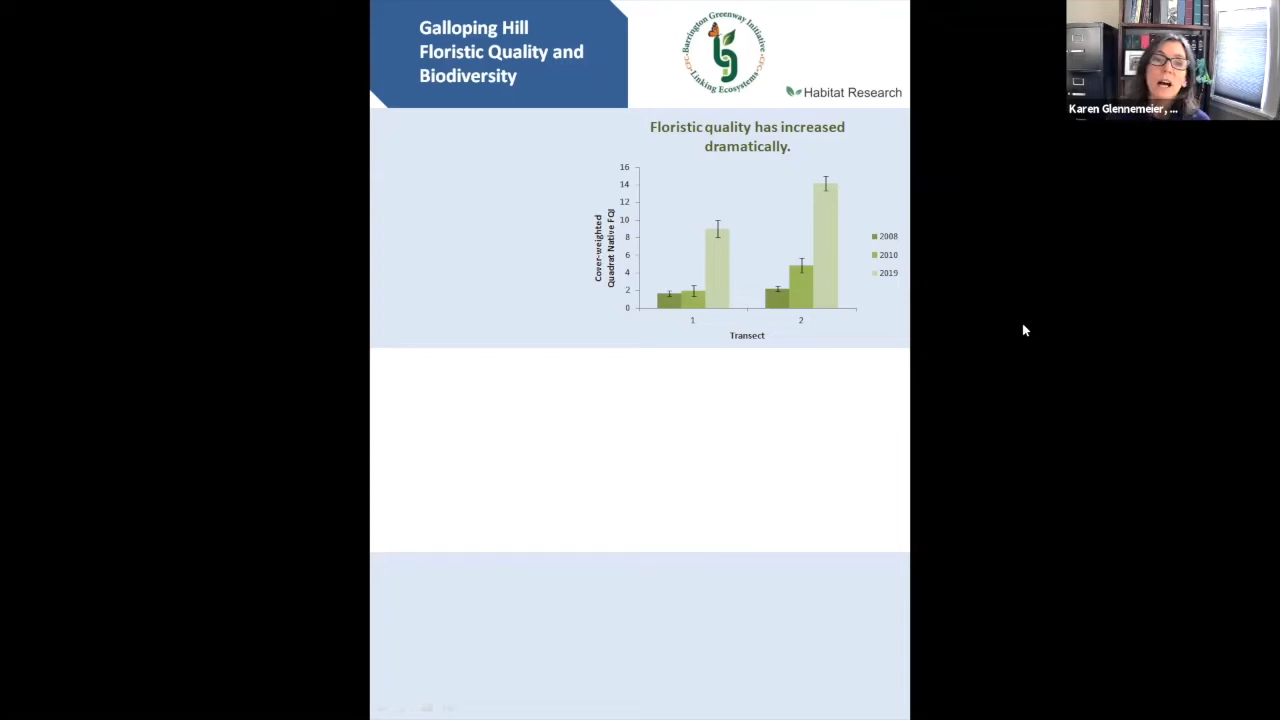 Galloping Hill
Floristic Quality and
Biodiversity
Barrington Greenway Initiative
Linking Ecosystems
Habitat Research
Karen Glennemeier, ...
Floristic quality has increased
dramatically.
Cover-weighted
Quadrat Native FQI
16
14
12
10
8
6
4
2
0
1
2
Transect
2008
2010
2019